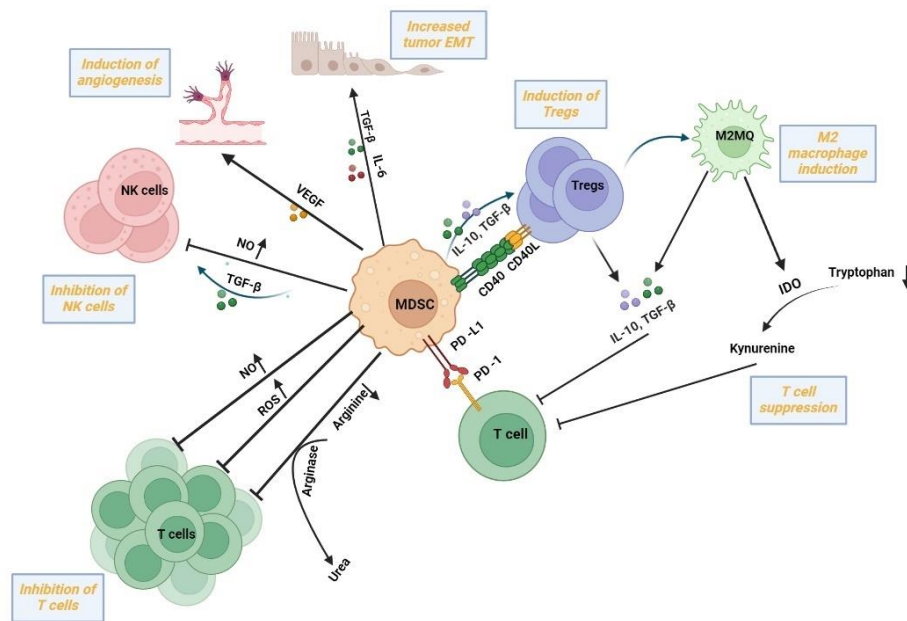 Increased
tumor EMT
Induction of
angiogenesis
TGF-β
IL-6
Induction of
Tregs
M2MQ
M2
macrophage
induction
NK cells
VEGF
Tregs
IL-10, TGF-β
NO
CD40 CD40L
TGF-β
Inhibition of
NK cells
MDSC
Tryptophan
IDO
IL-10, TGF-β
PD -L1
PD -1
Kynurenine
NO
ROS
Arginine
T cell
suppression
T cell
Arginase
T cells
Urea
Inhibition of
T cells